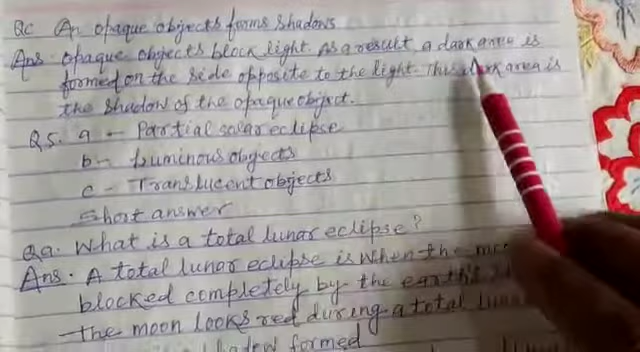 Qc An opaque objects forms shadows
Ans. opaque objects block light. As a result a dark area is
formed on the side opposite to the light. This dark area is
the shadow of the opaque object.
Q5. a - Partial solar eclipse
b - Luminous objects
c - Translucent objects
Short answer
Qa. What is a total lunar eclipse?
Ans. A total lunar eclipse is when the
blocked completely by the earth's
the moon looks red during a total
formed